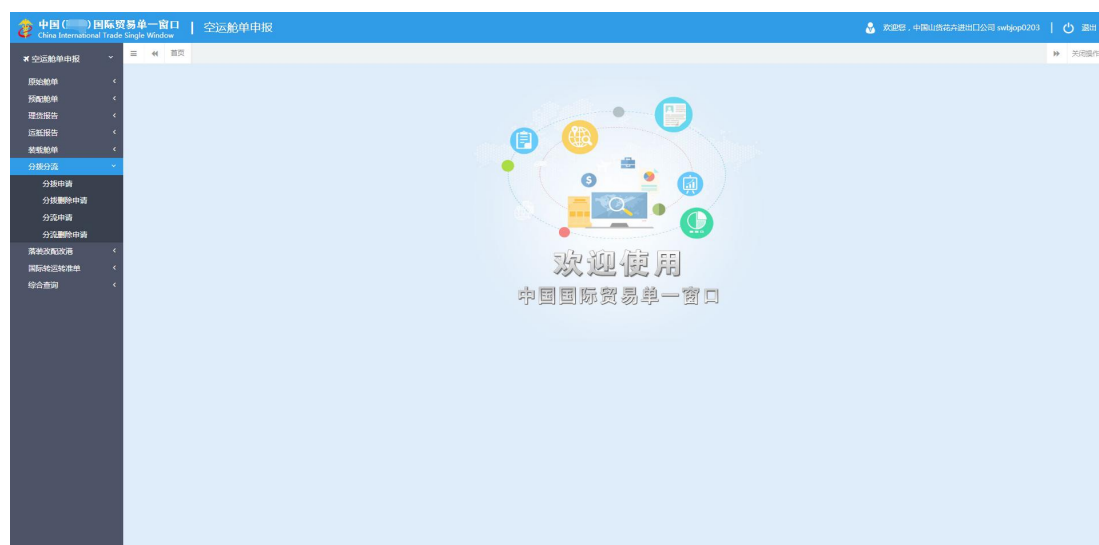 中国( )国际贸易单一窗口 | 空运舱单申报
China International Trade Single Window
欢迎您，中国山货花卉进出口公司 swbjop0203 | 退出
空运舱单申报
首页
关闭操作
原始舱单
预配舱单
理货报告
运抵报告
装载舱单
分拨分流
分拨申请
分拨删除申请
分流申请
分流删除申请
落装改配改港
国际转运转准单
综合查询
欢迎使用
中国国际贸易单一窗口